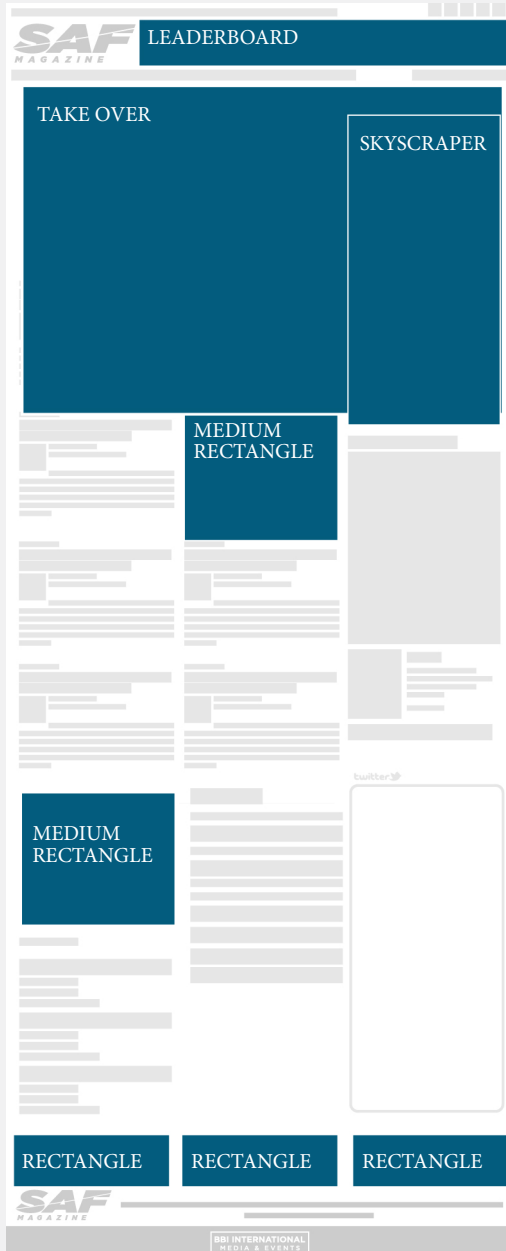 SAF
MAGAZINE
LEADERBOARD
TAKE OVER
SKYSCRAPER
MEDIUM
RECTANGLE
twitter
MEDIUM
RECTANGLE
RECTANGLE
RECTANGLE
RECTANGLE
SAF
MAGAZINE
BBI INTERNATIONAL
MEDIA & EVENTS